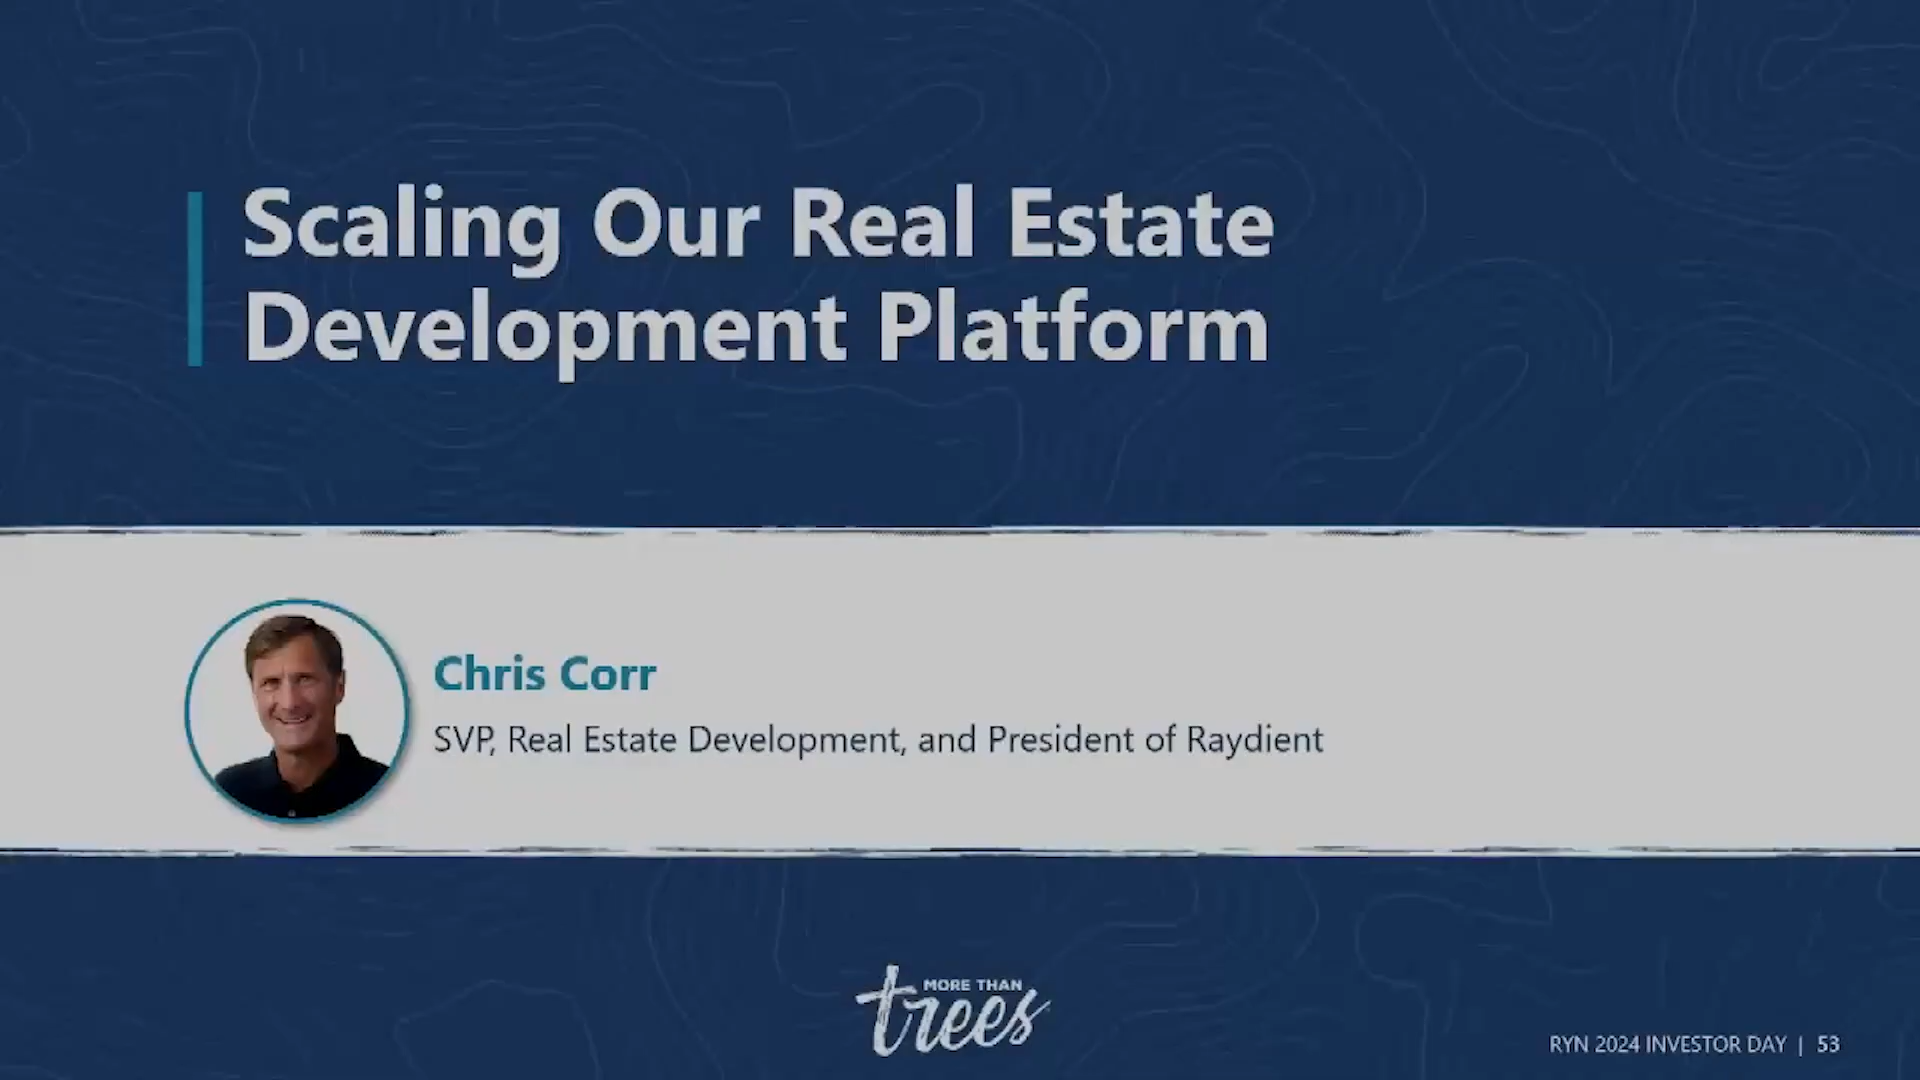 Scaling Our Real Estate
Development Platform
Chris Corr
SVP, Real Estate Development, and President of Raydient
MORE THAN
trees
RYN 2024 INVESTOR DAY | 53